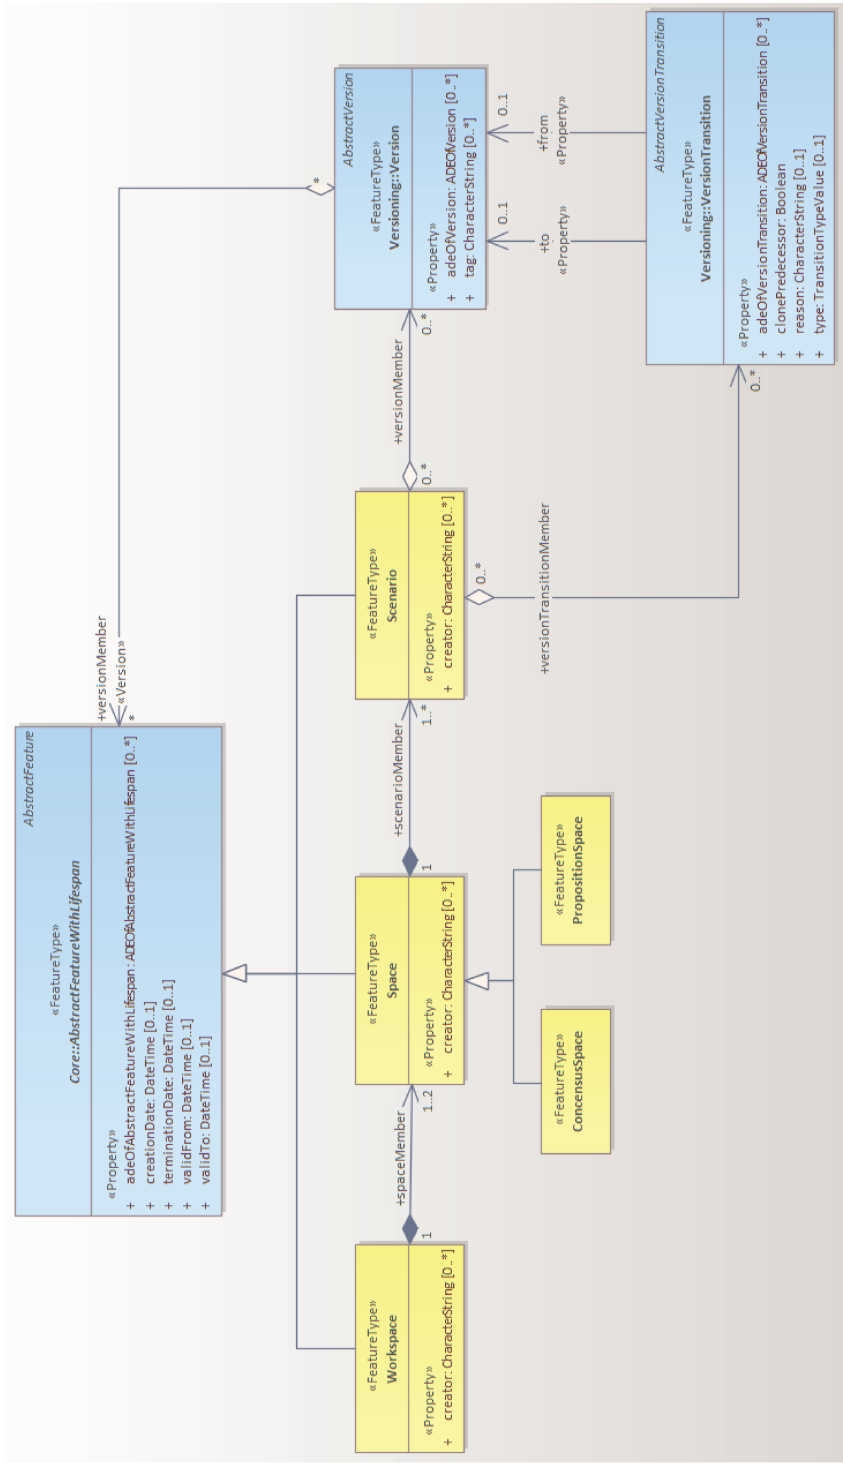 AbstractFeature
«FeatureType»
Core::AbstractFeatureWithLifespan
«Property»
+ adeOfAbstractFeatureWithLifespan: ADEOfAbstractFeatureWithLifespan [0..*]
+ creationDate: DateTime [0..1]
+ terminationDate: DateTime [0..1]
+ validFrom: DateTime [0..1]
+ validTo: DateTime [0..1]
+versionMember
«Version»
*
*
«FeatureType»
Workspace
«Property»
+ creator: CharacterString [0..*]
1
+spaceMember
1..2
«FeatureType»
Space
«Property»
+ creator: CharacterString [0..*]
1
+scenarioMember
1..*
«FeatureType»
Scenario
«Property»
+ creator: CharacterString [0..*]
0..*
+versionMember
0..*
AbstractVersion
«FeatureType»
Versioning::Version
«Property»
+ adeOfVersion: ADEOfVersion [0..*]
+ tag: CharacterString [0..*]
«FeatureType»
ConcensusSpace
«FeatureType»
PropositionSpace
0..*
+versionTransitionMember
0..*
0..1
+to
«Property»
0..1
+from
«Property»
AbstractVersionTransition
«FeatureType»
Versioning::VersionTransition
«Property»
+ adeOfVersionTransition: ADEOfVersionTransition [0..*]
+ clonePredecessor: Boolean
+ reason: CharacterString [0..1]
+ type: TransitionTypeValue [0..1]